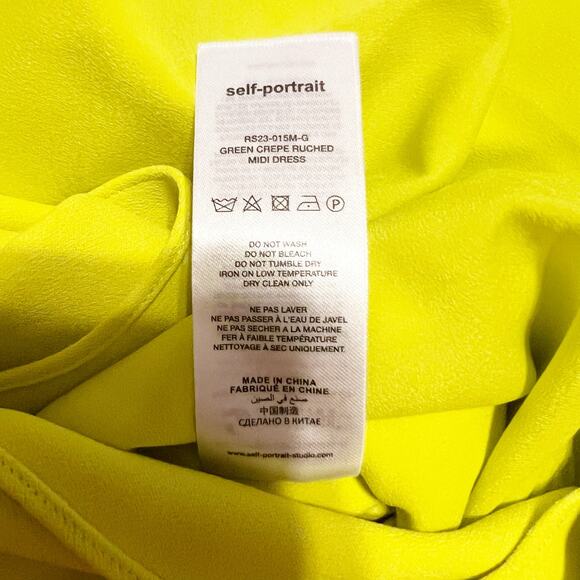 self-portrait
RS23-015M-G
GREEN CREPE RUCHED
MIDI DRESS
P
DO NOT WASH
DO NOT BLEACH
DO NOT TUMBLE DRY
IRON ON LOW TEMPERATURE
DRY CLEAN ONLY
NE PAS LAVER
NE PAS PASSER À L'EAU DE JAVEL
NE PAS SECHER A LA MACHINE
FER À FAIBLE TEMPÉRATURE
NETTOYAGE À SEC UNIQUEMENT.
MADE IN CHINA
FABRIQUÉ EN CHINE
صنع في الصين
中国制造
СДЕЛАНО В КИТАЕ
www.self-portrait-studio.com